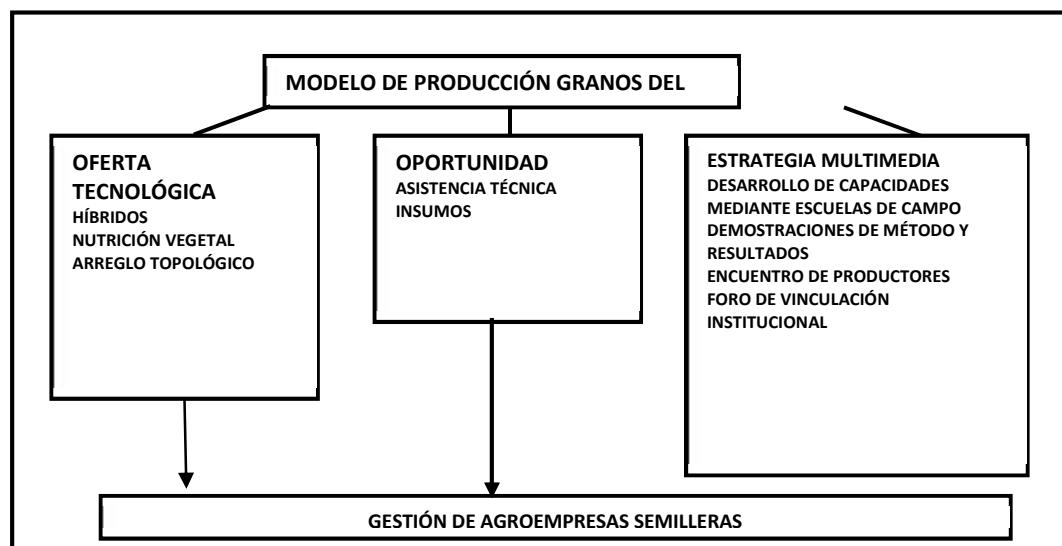 MODELO DE PRODUCCIÓN GRANOS DEL
OFERTA
TECNOLÓGICA
HÍBRIDOS
NUTRICIÓN VEGETAL
ARREGLO TOPOLÓGICO
OPORTUNIDAD
ASISTENCIA TÉCNICA
INSUMOS
ESTRATEGIA MULTIMEDIA
DESARROLLO DE CAPACIDADES
MEDIANTE ESCUELAS DE CAMPO
DEMOSTRACIONES DE MÉTODO Y
RESULTADOS
ENCUENTRO DE PRODUCTORES
FORO DE VINCULACIÓN
INSTITUCIONAL
GESTIÓN DE AGROEMPRESAS SEMILLERAS